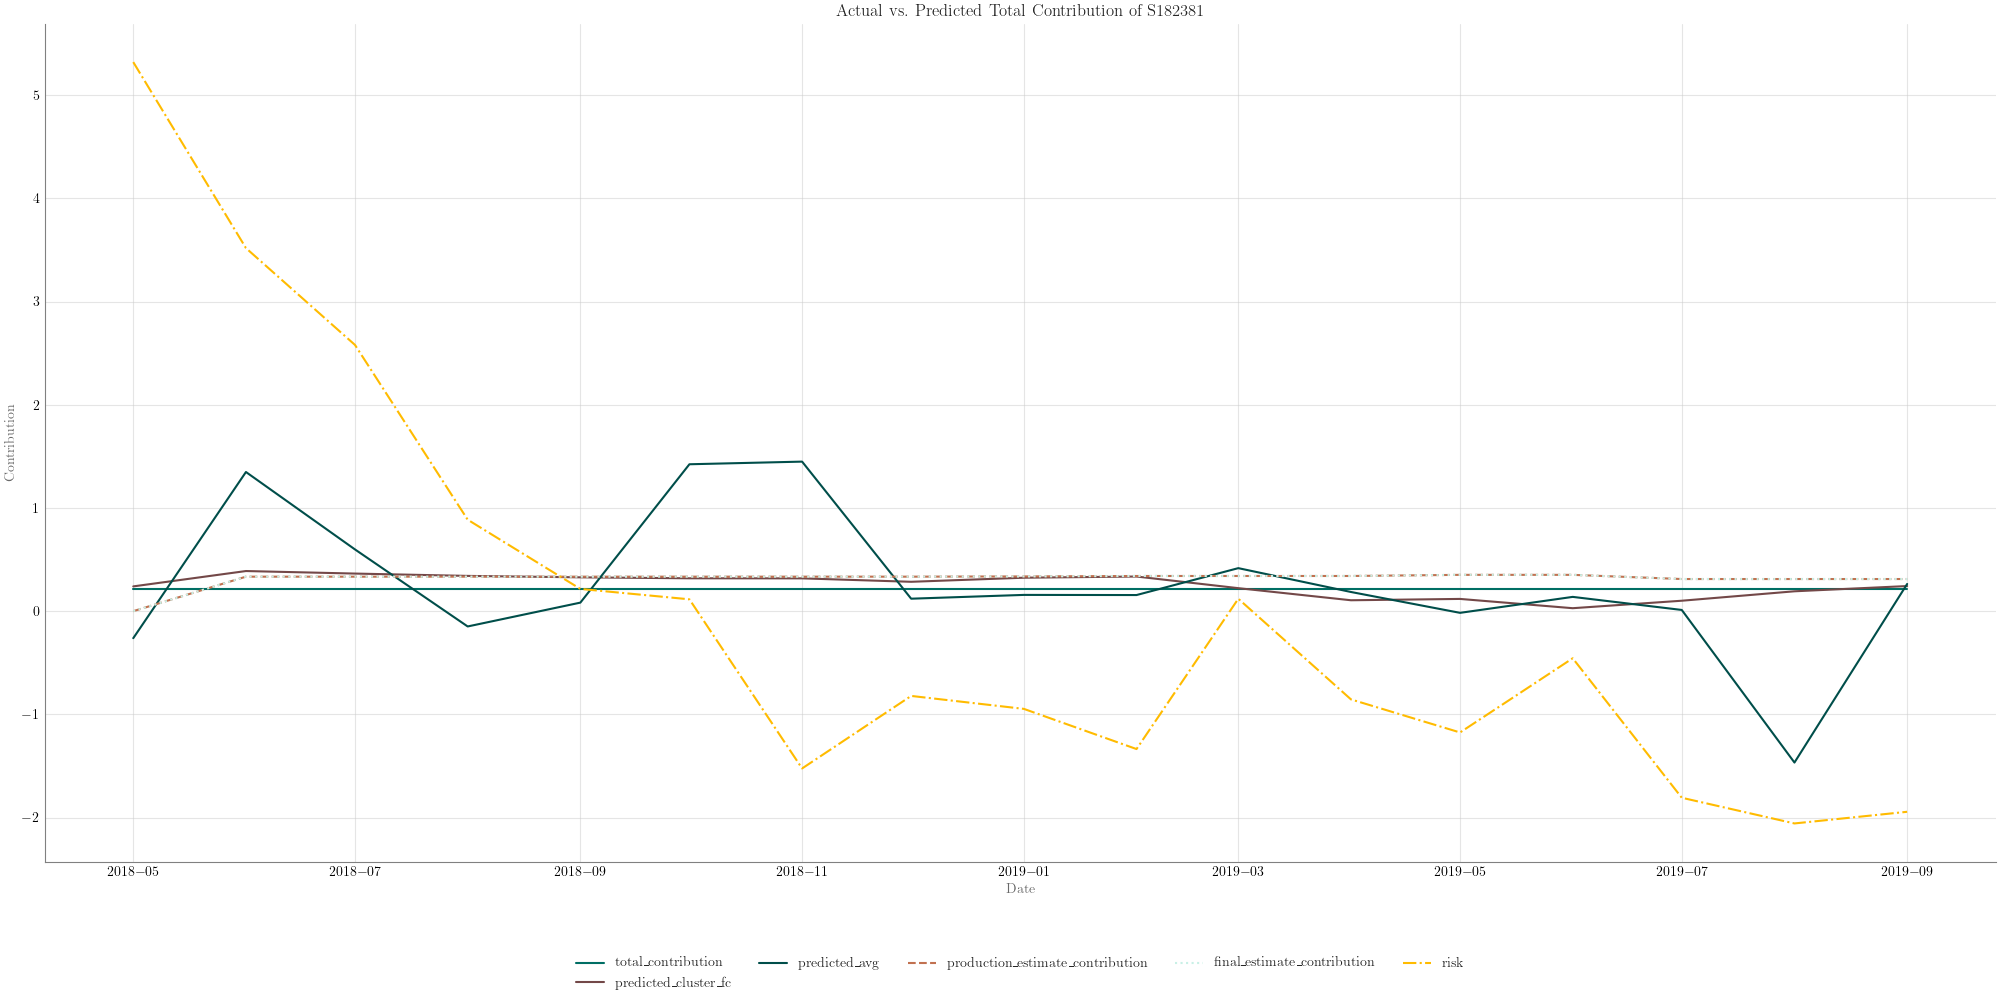 Actual vs. Predicted Total Contribution of S182381
Contribution
5
4
3
2
1
0
−1
−2
2018−05 2018−07 2018−09 2018−11 2019−01 2019−03 2019−05 2019−07 2019−09
Date
total_contribution predicted_avg production_estimate_contribution final_estimate_contribution risk
predicted_cluster_fc